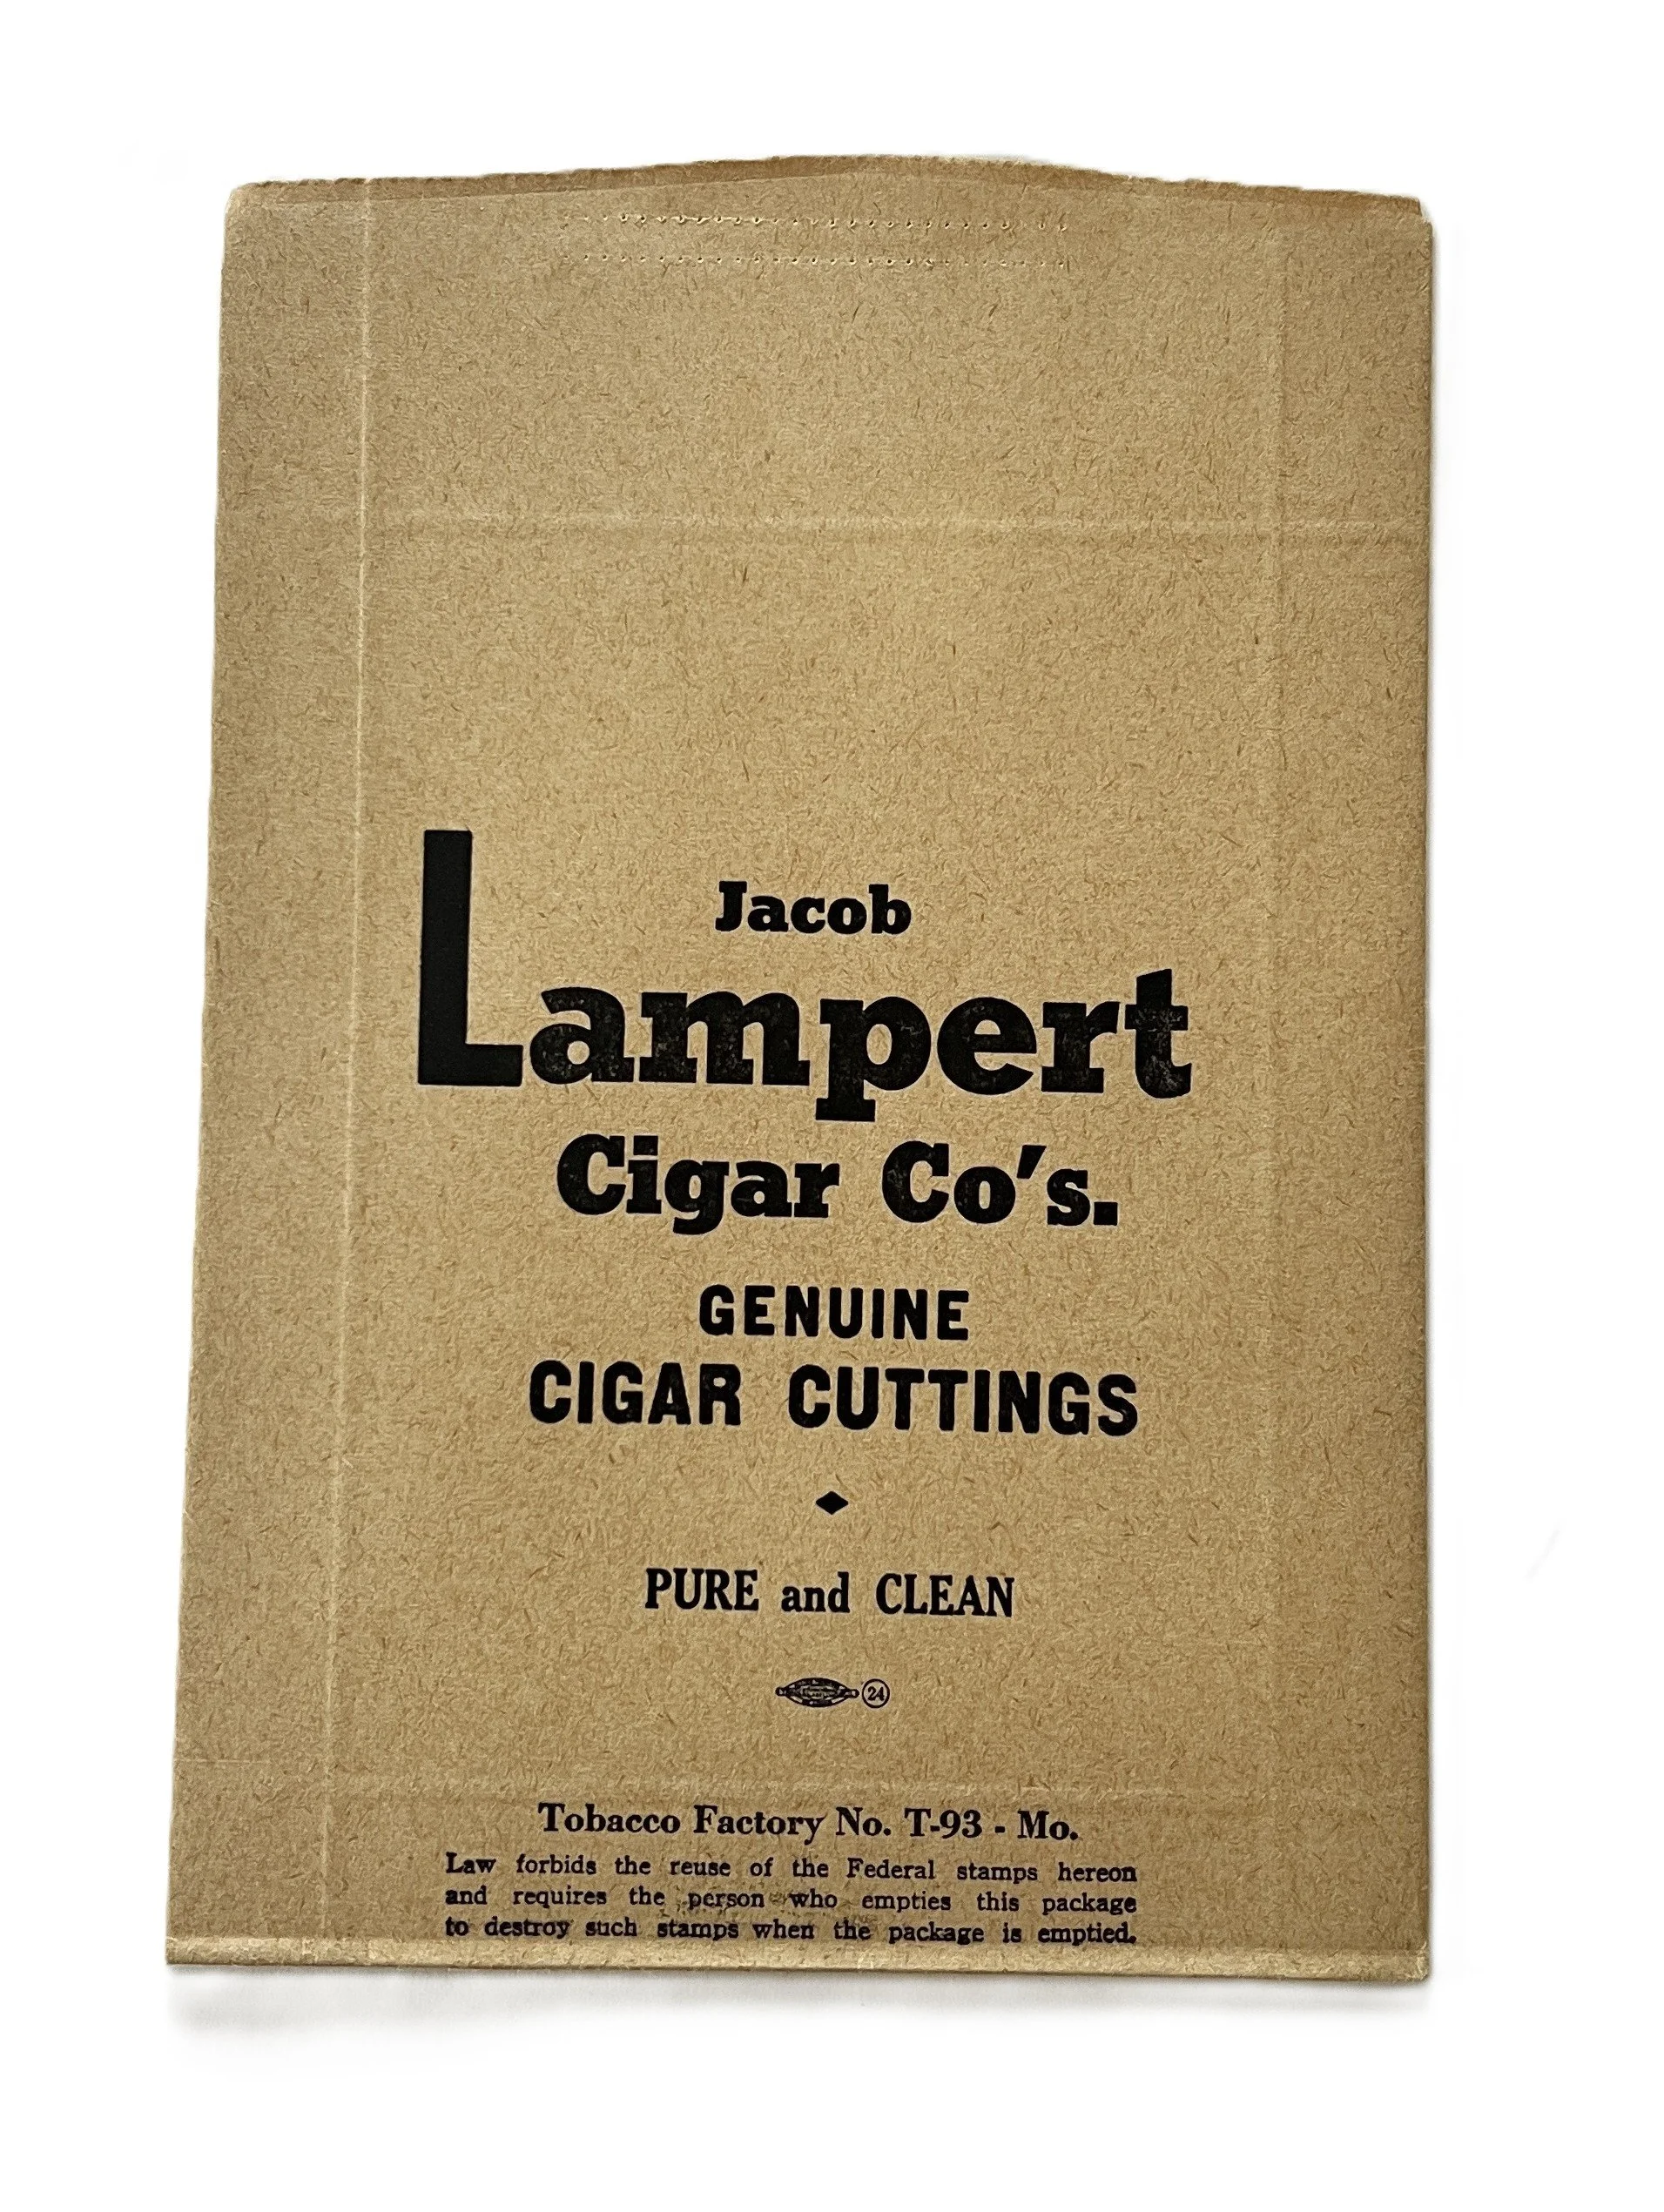 Jacob
Lampert
Cigar Co's.
GENUINE
CIGAR CUTTINGS
PURE and CLEAN
24
Tobacco Factory No. T-93 - Mo.
Law forbids the reuse of the Federal stamps hereon
and requires the person who empties this package
to destroy such stamps when the package is emptied.